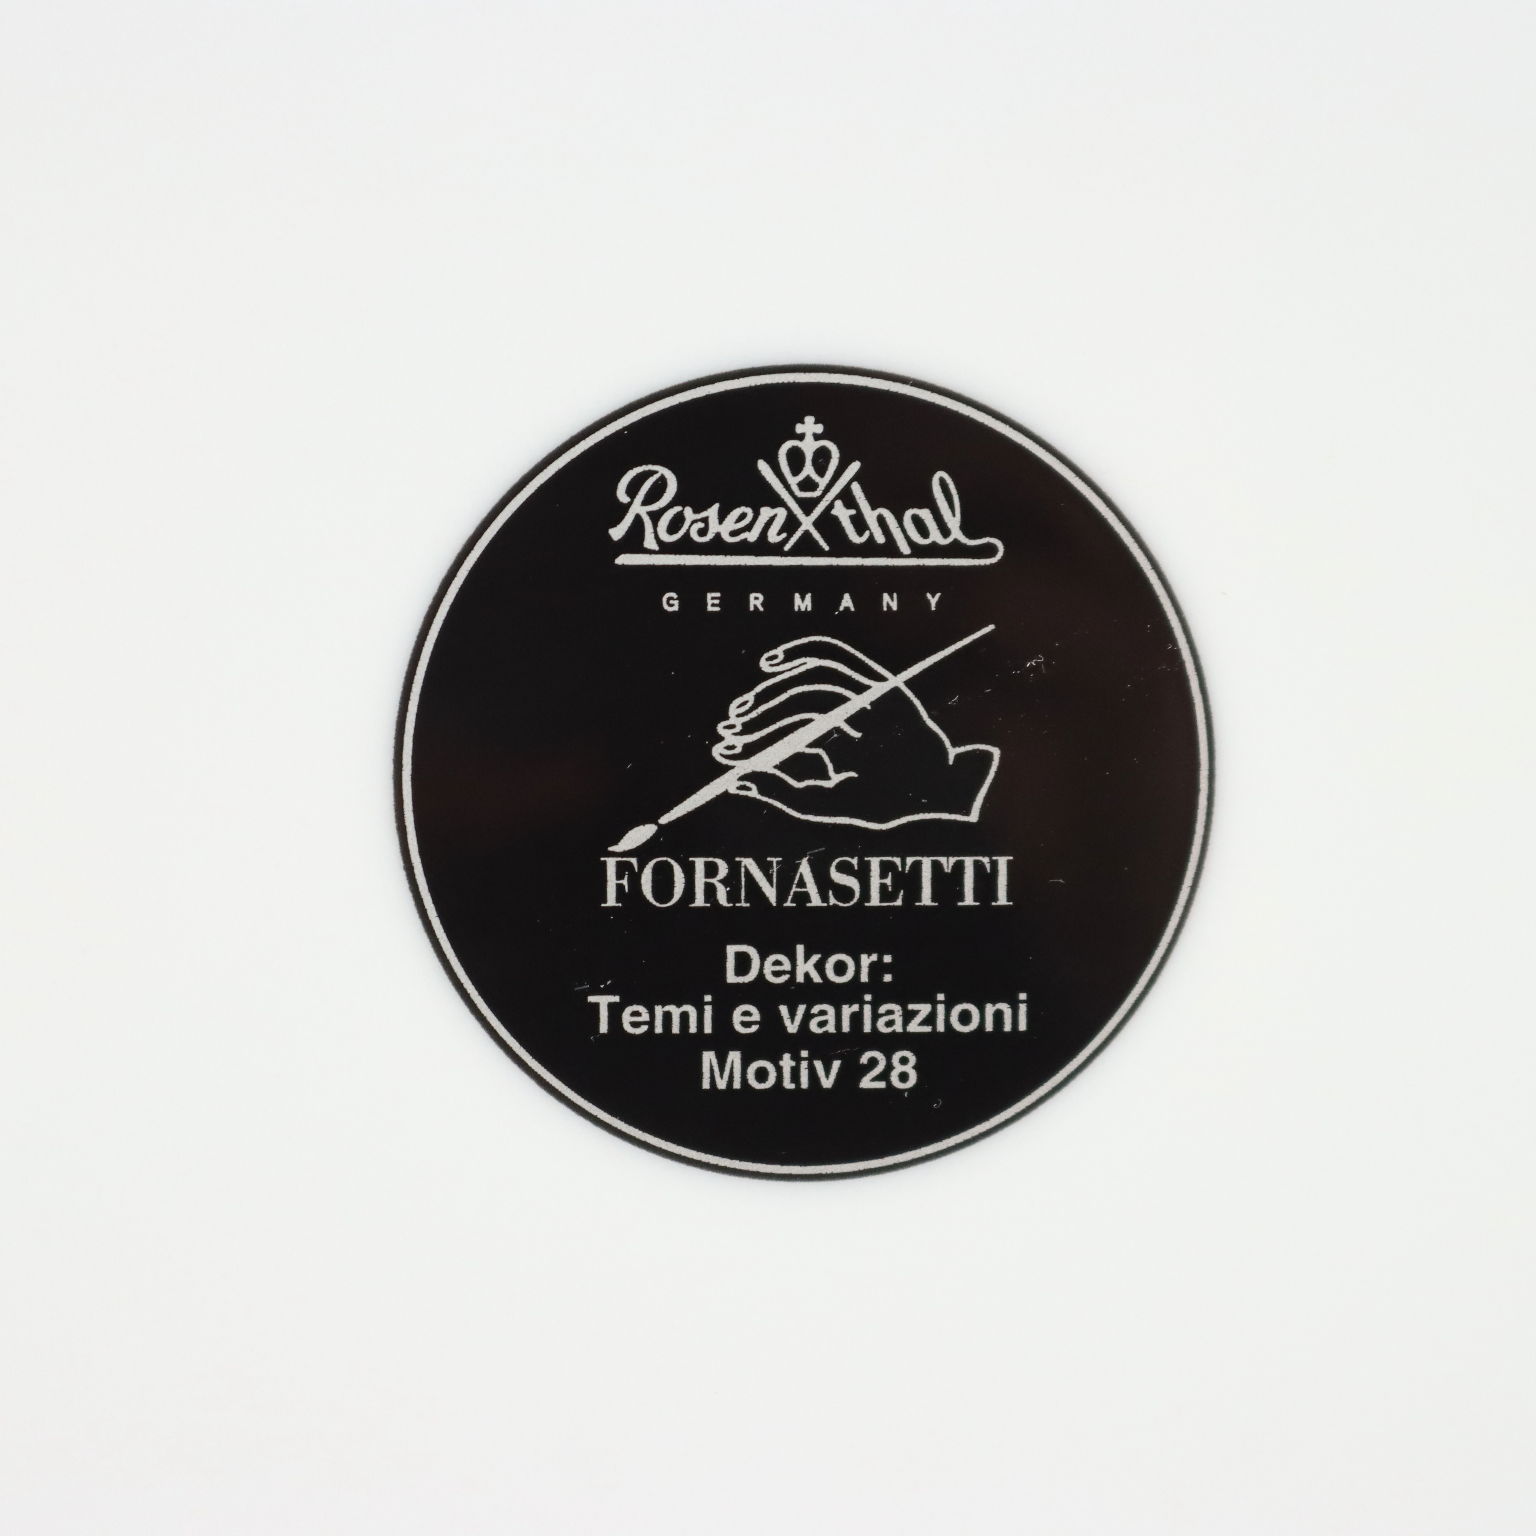 Rosenthal
GERMANY
FORNASETTI
Dekor:
Temi e variazioni
Motiv 28